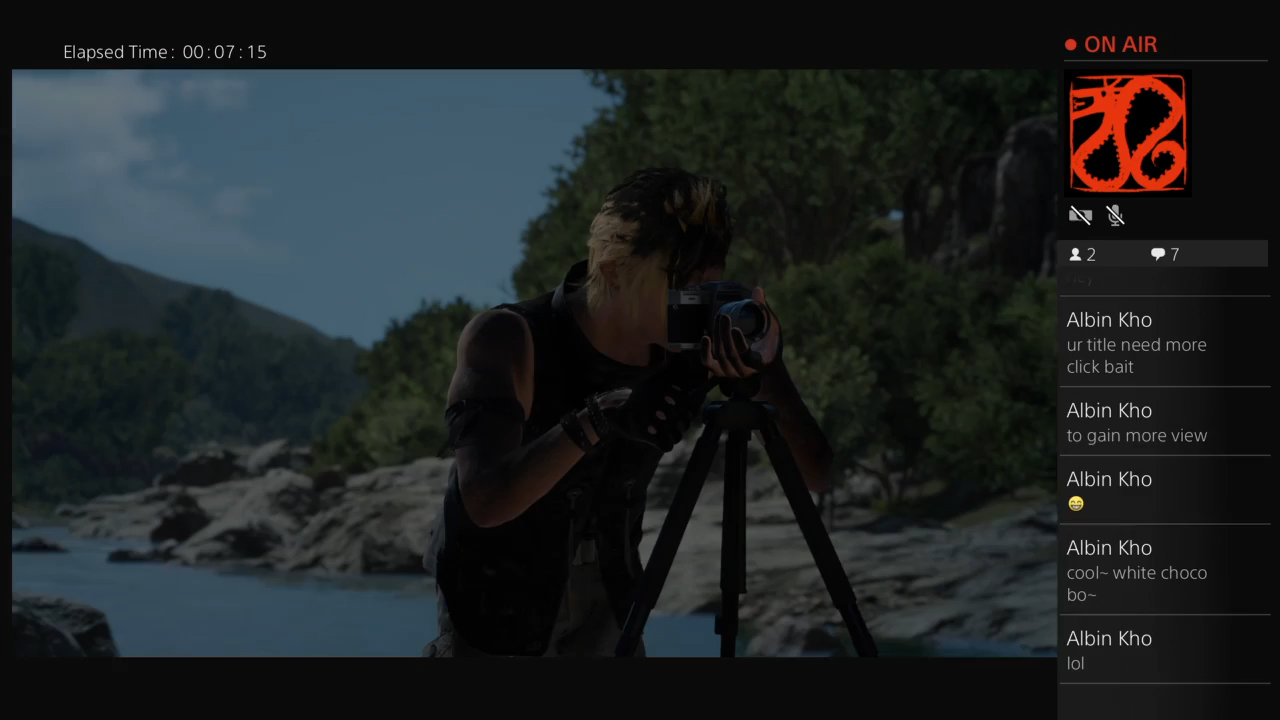 Elapsed Time: 00:07:15
ON AIR
2
7
Albin Kho
ur title need more
click bait
Albin Kho
to gain more view
Albin Kho
😁
Albin Kho
cool~ white choco
bo~
Albin Kho
lol